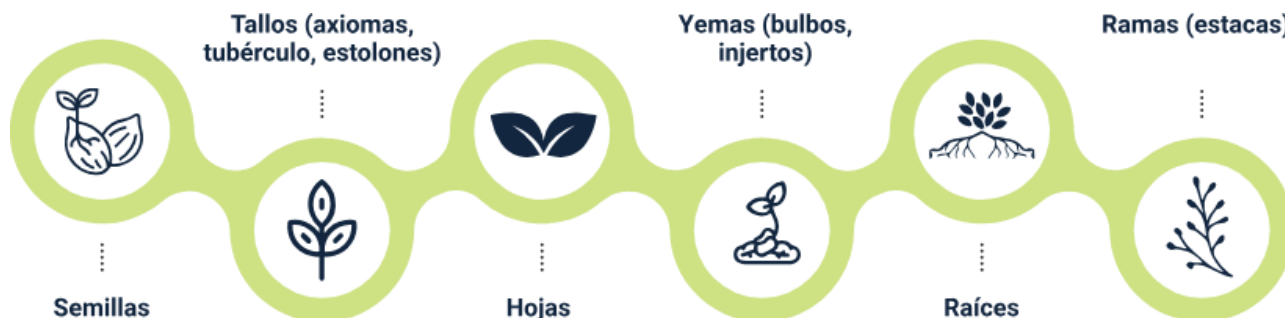 Tallos (axiomas,
tubérculo, estolones)
Yemas (bulbos,
injertos)
Ramas (estacas)
Semillas
Hojas
Raíces